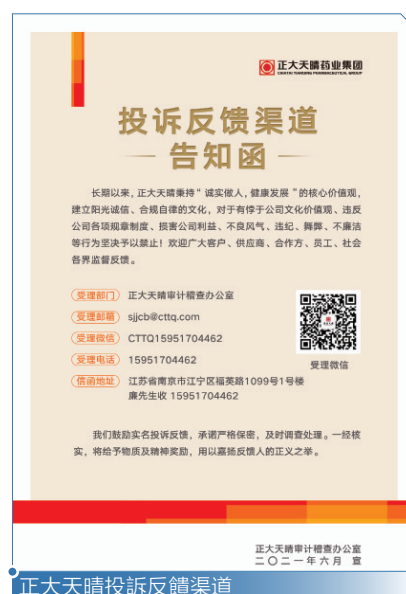 正大天晴药业集团
CHIATAI TIANQING PHARMACEUTICAL GROUP
投诉反馈渠道
告知函
长期以来，正大天晴秉持“诚实做人，健康发展”的核心价值观，
建立阳光诚信、合规自律的文化，对于有悖于公司文化价值观、违反
公司各项规章制度、损害公司利益、不良风气、违纪、舞弊、不廉洁
等行为坚决予以禁止！欢迎广大客户、供应商、合作方、员工、社会
各界监督反馈。
受理部门 正大天晴审计稽查办公室
受理邮箱 sjjcb@cttq.com
受理微信 CTTQ15951704462
受理电话 15951704462
受理微信
信函地址 江苏省南京市江宁区福英路1099号1号楼
廉先生收 15951704462
我们鼓励实名投诉反馈，承诺严格保密，及时调查处理。一经核
实，将给予物质及精神奖励，用以嘉扬反馈人的正义之举。
正大天晴审计稽查办公室
二〇二一年六月 宣
正大天晴投訴反饋渠道